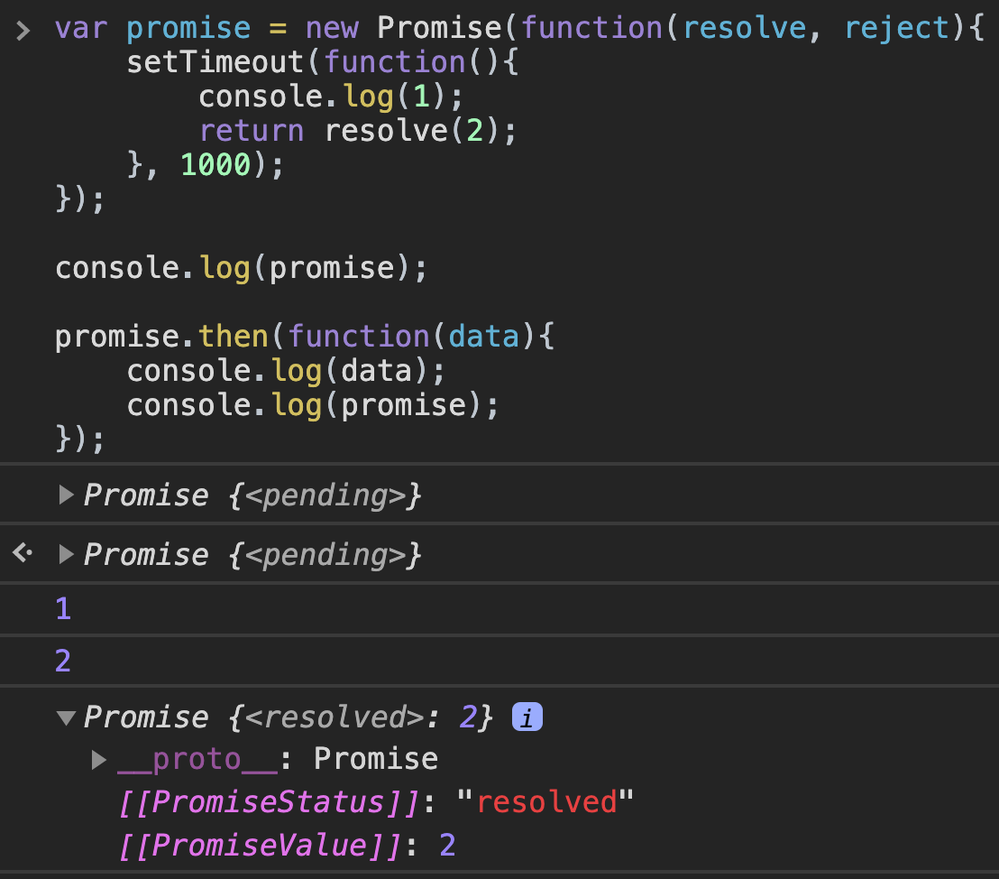 var promise = new Promise(function(resolve, reject){
    setTimeout(function(){
        console.log(1);
        return resolve(2);
    }, 1000);
});

console.log(promise);

promise.then(function(data){
    console.log(data);
    console.log(promise);
});
Promise {<pending>}
Promise {<pending>}
1
2
Promise {<resolved>: 2} i
__proto__: Promise
[[PromiseStatus]]: "resolved"
[[PromiseValue]]: 2